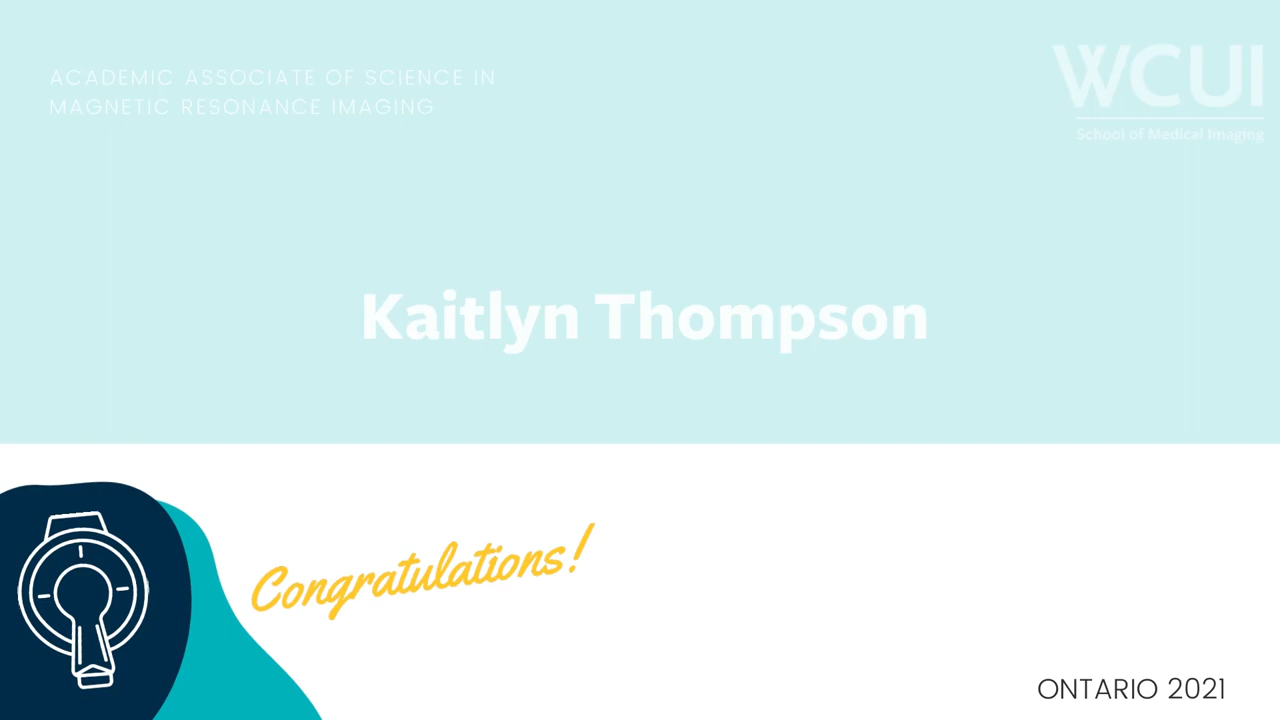 ACADEMIC ASSOCIATE OF SCIENCE IN
MAGNETIC RESONANCE IMAGING
WCUI
School of Medical Imaging
Kaitlyn Thompson
Congratulations!
ONTARIO 2021